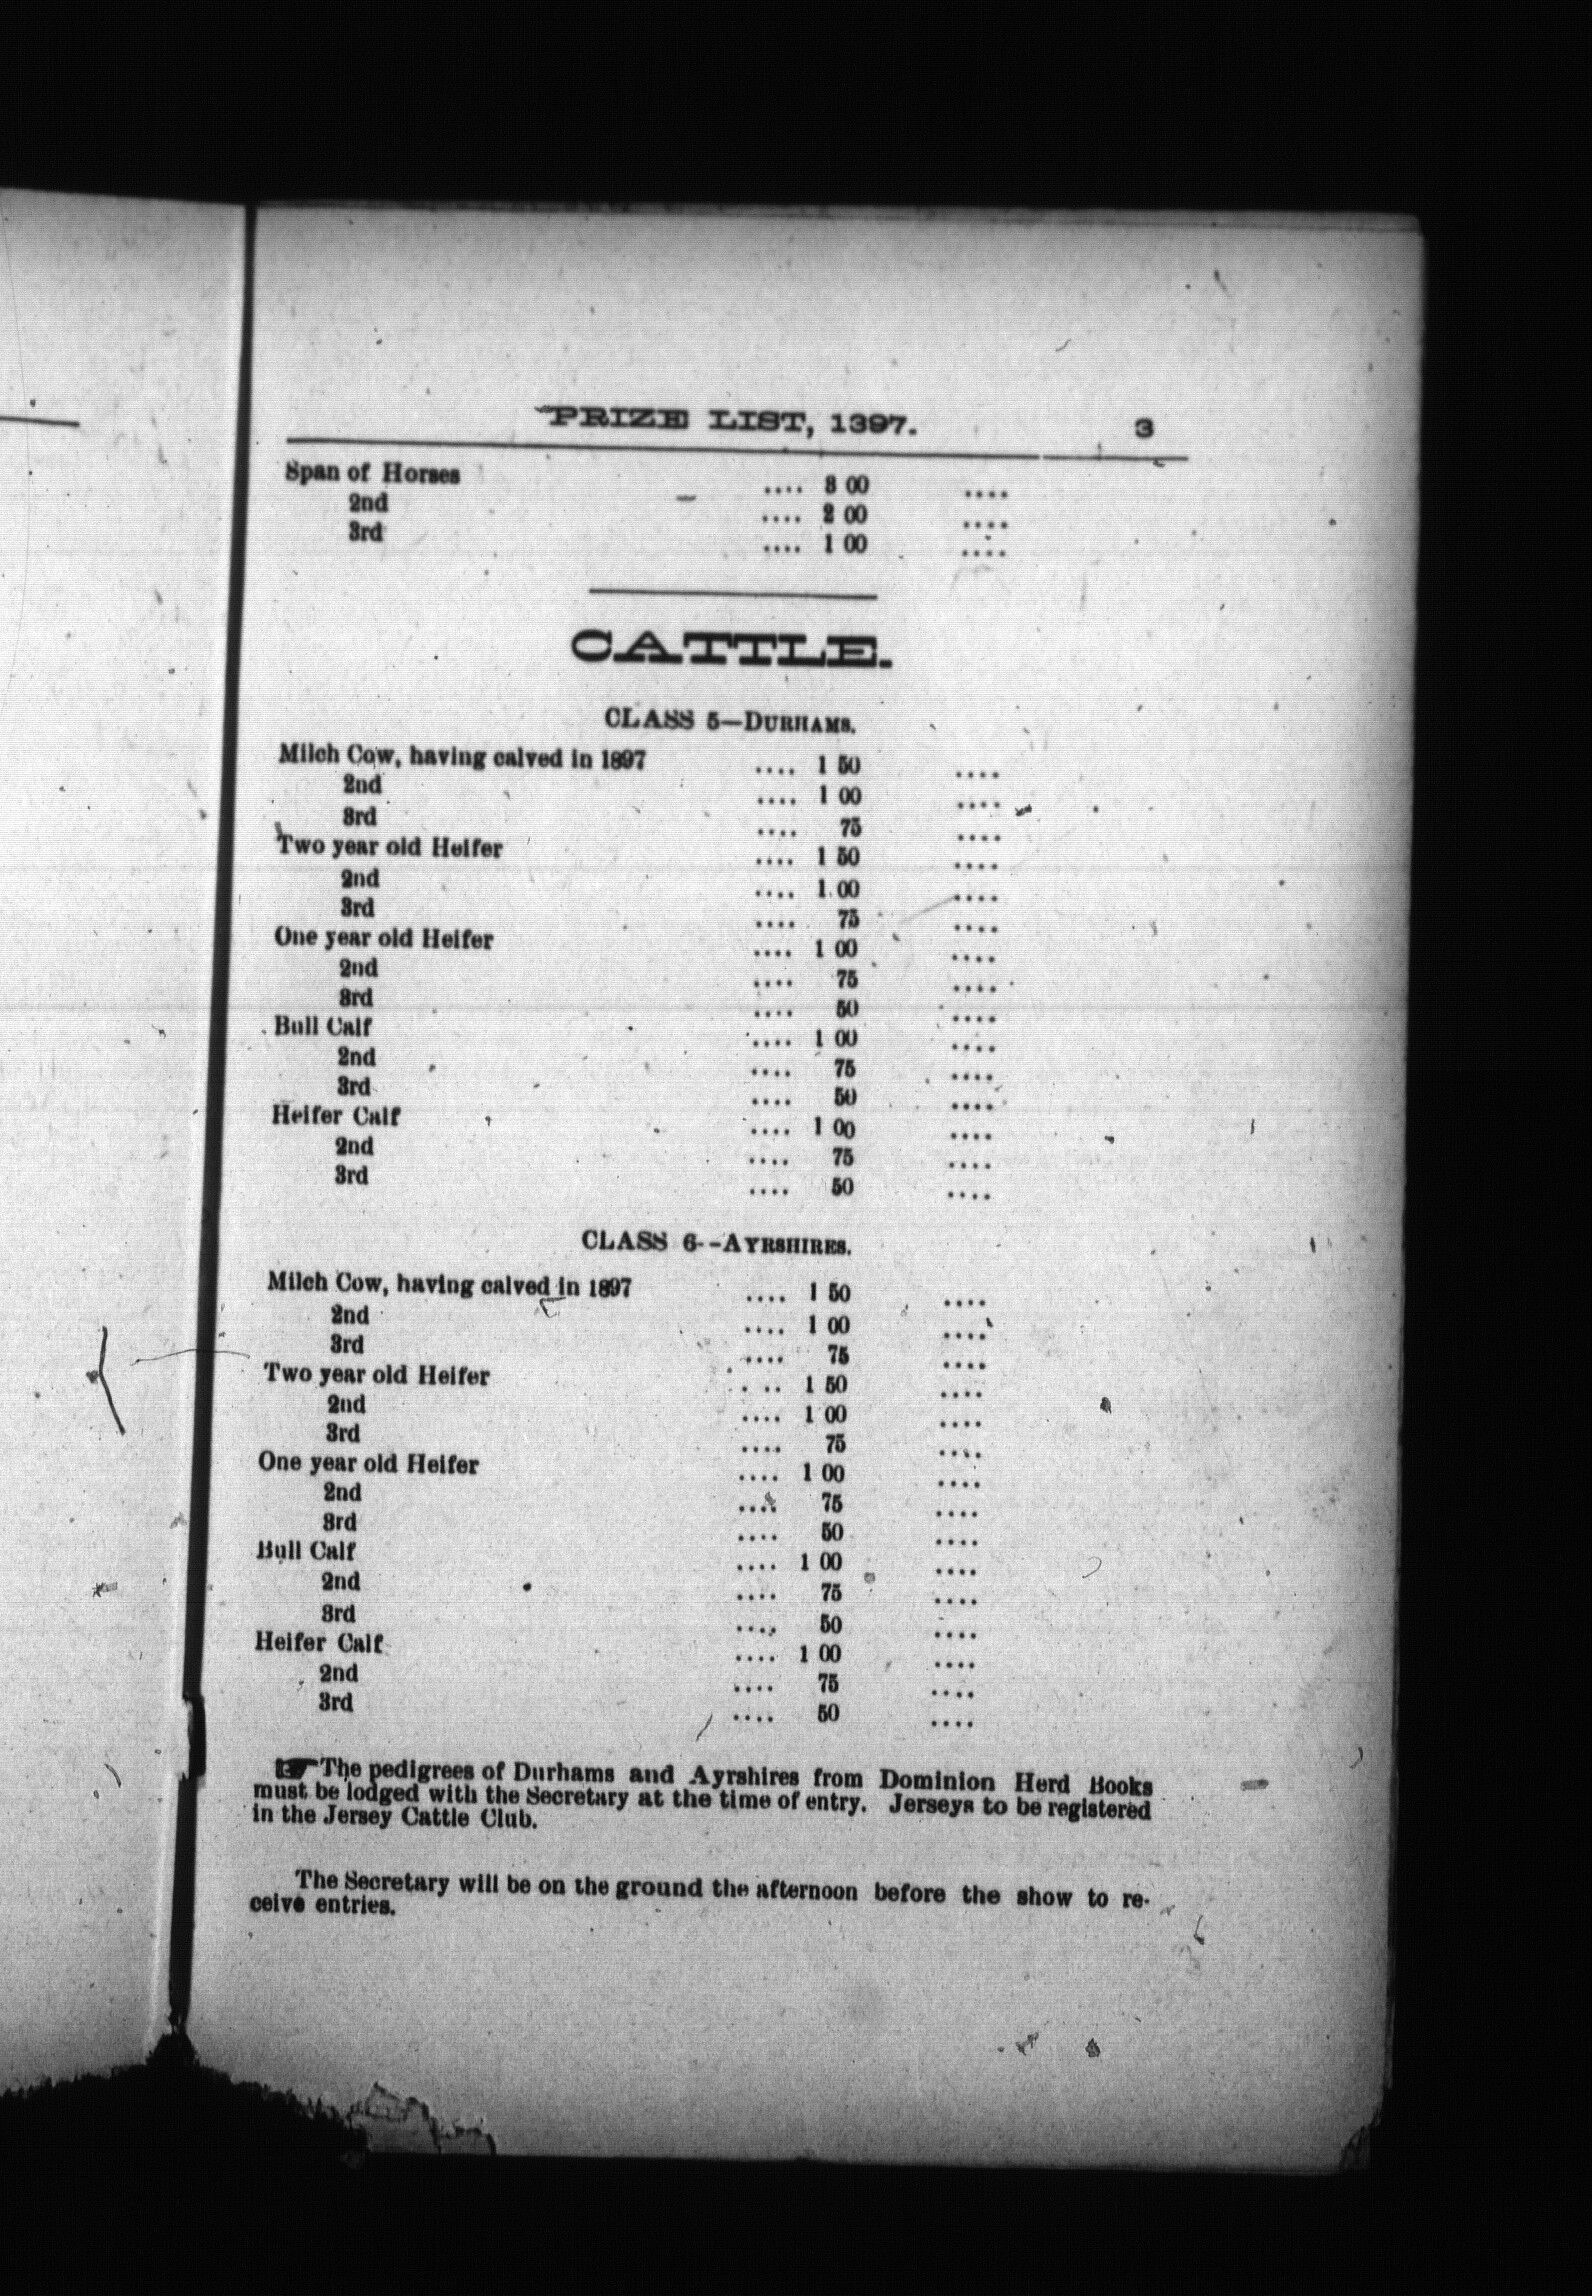 PRIZE LIST, 1397. 3
Span of Horses .... 3 00 ....
2nd .... 2 00 ....
3rd .... 1 00 ....
CATTLE.
CLASS 5—DURHAMS.
Milch Cow, having calved in 1897 .... 1 50 ....
2nd .... 1 00 ....
3rd .... 75 ....
Two year old Heifer .... 1 50 ....
2nd .... 1 00 ....
3rd .... 75 ....
One year old Heifer .... 1 00 ....
2nd .... 75 ....
3rd .... 50 ....
Bull Calf .... 1 00 ....
2nd .... 75 ....
3rd .... 50 ....
Heifer Calf .... 1 00 ....
2nd .... 75 ....
3rd .... 50 ....
CLASS 6--AYRSHIRES.
Milch Cow, having calved in 1897 .... 1 50 ....
2nd .... 1 00 ....
3rd .... 75 ....
Two year old Heifer . .. 1 50 ....
2nd .... 1 00 ....
3rd .... 75 ....
One year old Heifer .... 1 00 ....
2nd .... 75 ....
3rd .... 50 ....
Bull Calf .... 1 00 ....
2nd .... 75 ....
3rd .... 50 ....
Heifer Calf .... 1 00 ....
2nd .... 75 ....
3rd .... 50 ....
☞ The pedigrees of Durhams and Ayrshires from Dominion Herd Books
must be lodged with the Secretary at the time of entry. Jerseys to be registered
in the Jersey Cattle Club.
The Secretary will be on the ground the afternoon before the show to re-
ceive entries.